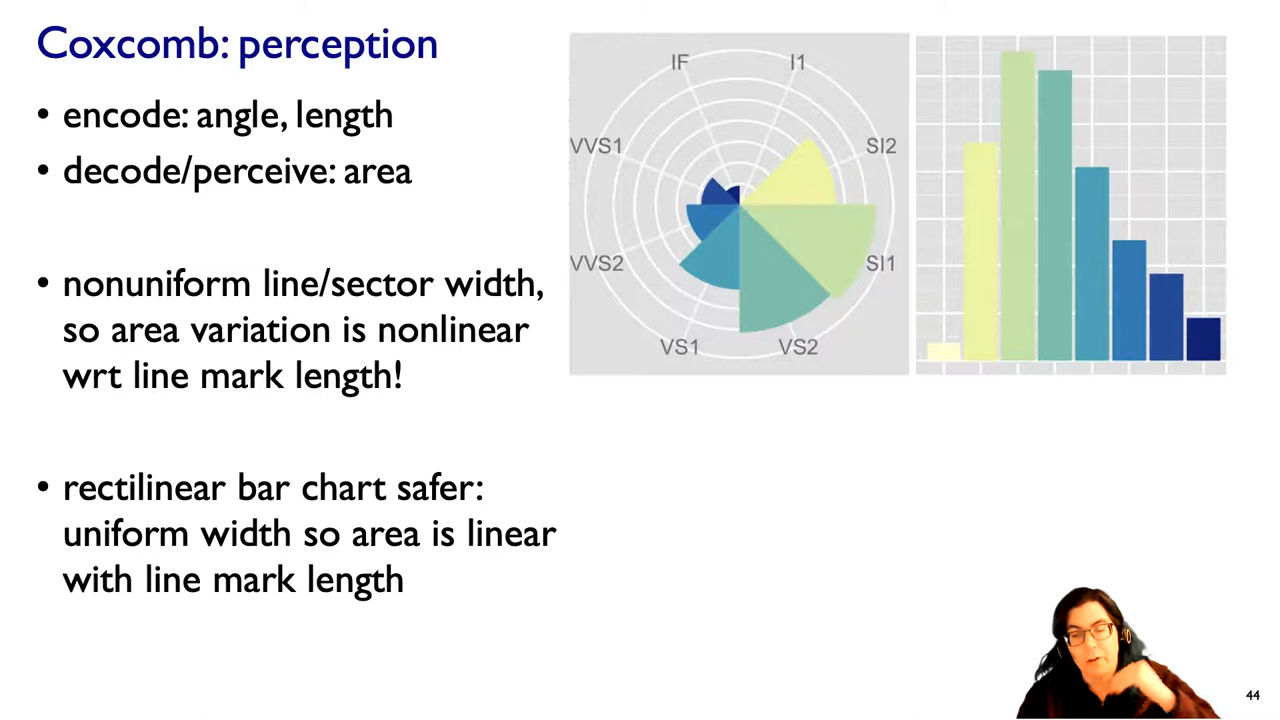 Coxcomb: perception
• encode: angle, length
• decode/perceive: area
• nonuniform line/sector width,
so area variation is nonlinear
wrt line mark length!
• rectilinear bar chart safer:
uniform width so area is linear
with line mark length
IF
I1
VVS1
SI2
VVS2
SI1
VS1
VS2
44